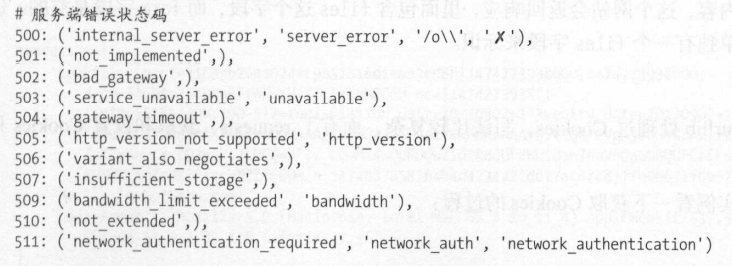 # 服务端错误状态码
500: ('internal_server_error', 'server_error', '/o\\', '✗'),
501: ('not_implemented',),
502: ('bad_gateway',),
503: ('service_unavailable', 'unavailable'),
504: ('gateway_timeout',),
505: ('http_version_not_supported', 'http_version'),
506: ('variant_also_negotiates',),
507: ('insufficient_storage',),
509: ('bandwidth_limit_exceeded', 'bandwidth'),
510: ('not_extended',),
511: ('network_authentication_required', 'network_auth', 'network_authentication')